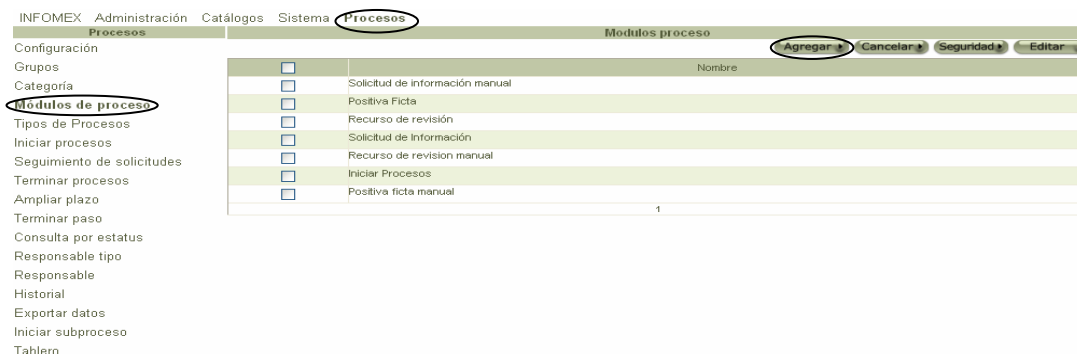 INFOMEX Administración Catálogos Sistema Procesos
Procesos
Modulos proceso
Configuración
Grupos
Categoría
Módulos de proceso
Tipos de Procesos
Iniciar procesos
Seguimiento de solicitudes
Terminar procesos
Ampliar plazo
Terminar paso
Consulta por estatus
Responsable tipo
Responsable
Historial
Exportar datos
Iniciar subproceso
Tablero
Agregar Cancelar Seguridad Editar
Nombre
Solicitud de información manual
Positiva Ficta
Recurso de revisión
Solicitud de Información
Recurso de revision manual
Iniciar Procesos
Positiva ficta manual
1